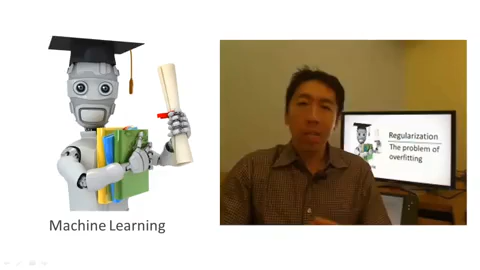 Machine Learning
Regularization
The problem of
overfitting